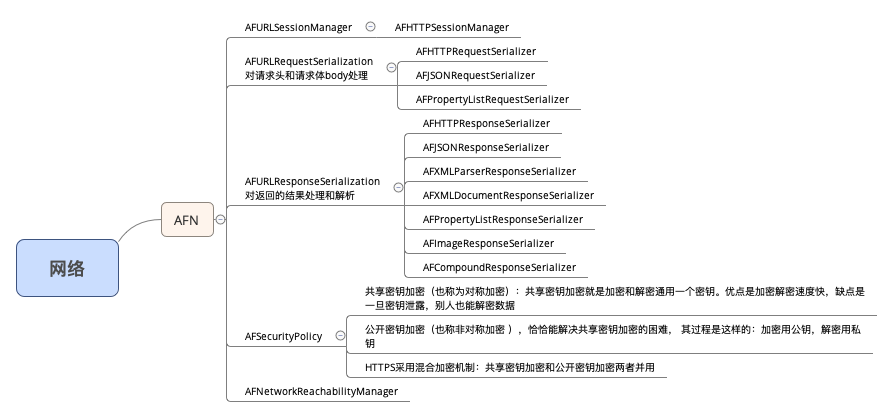 网络
AFN
AFURLSessionManager
AFHTTPSessionManager
AFURLRequestSerialization
对请求头和请求体body处理
AFHTTPRequestSerializer
AFJSONRequestSerializer
AFPropertyListRequestSerializer
AFURLResponseSerialization
对返回的结果处理和解析
AFHTTPResponseSerializer
AFJSONResponseSerializer
AFXMLParserResponseSerializer
AFXMLDocumentResponseSerializer
AFPropertyListResponseSerializer
AFImageResponseSerializer
AFCompoundResponseSerializer
AFSecurityPolicy
共享密钥加密（也称为对称加密）：共享密钥加密就是加密和解密通用一个密钥。优点是加密解密速度快，缺点是
一旦密钥泄露，别人也能解密数据
公开密钥加密（也称非对称加密 ），恰恰能解决共享密钥加密的困难， 其过程是这样的：加密用公钥，解密用私
钥
HTTPS采用混合加密机制：共享密钥加密和公开密钥加密两者并用
AFNetworkReachabilityManager